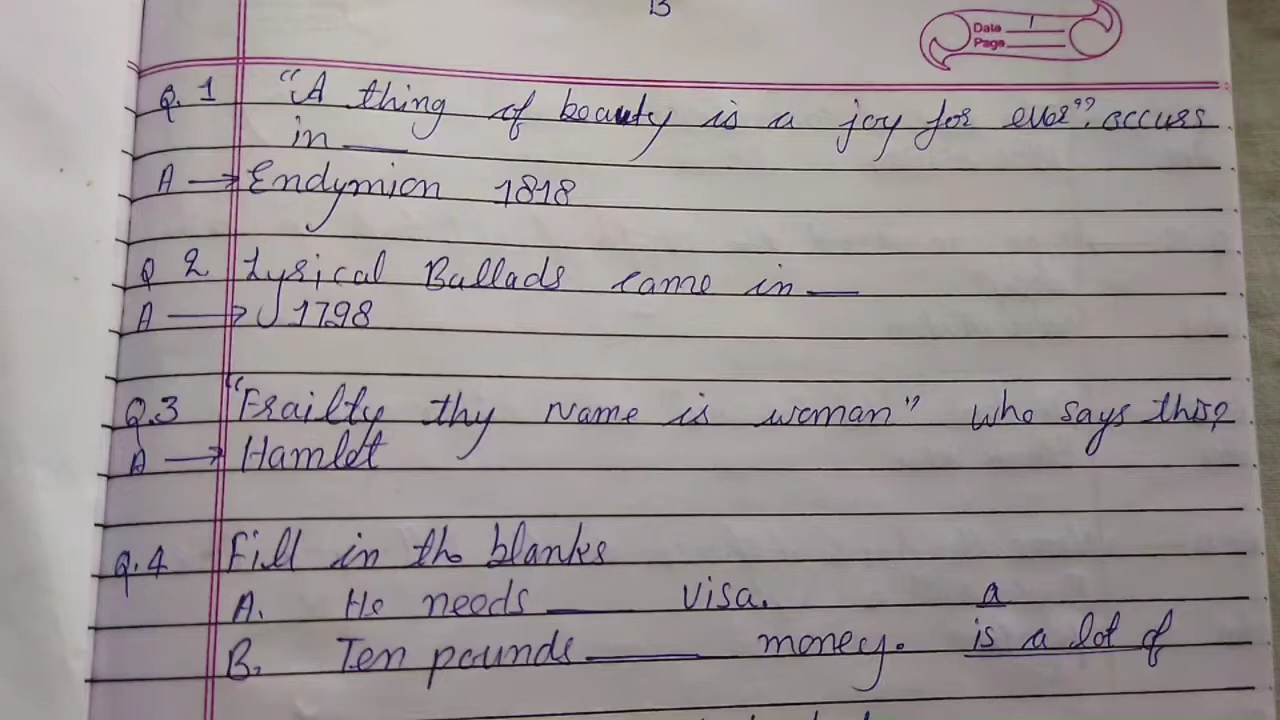 B
Date
Page
Q.1 "A thing of beauty is a joy for ever". occurs
in ___
A → Endymion 1818
Q 2 Lyrical Ballads came in ___
A → 1798
Q.3 "Frailty thy Name is woman" who says this?
A → Hamlet
Q.4 Fill in the blanks
A. He needs ___ visa. a
B. Ten pounds ___ money. is a lot of